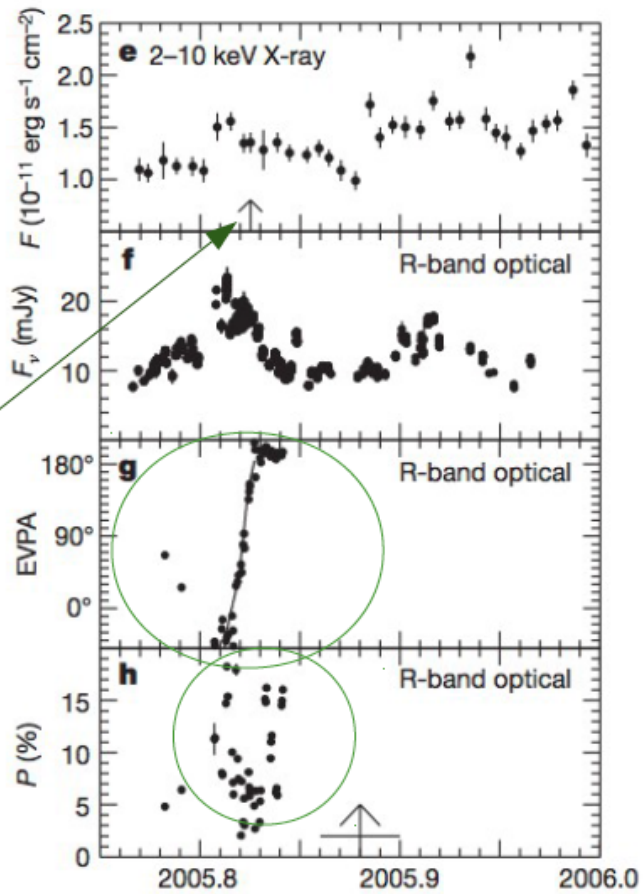 2.5
e 2–10 keV X-ray
2.0
1.5
1.0
F (10⁻¹¹ erg s⁻¹ cm⁻²)
f
R-band optical
20
10
Fᵥ (mJy)
g
R-band optical
180°
90°
0°
EVPA
h
R-band optical
15
10
5
0
P (%)
2005.8
2005.9
2006.0